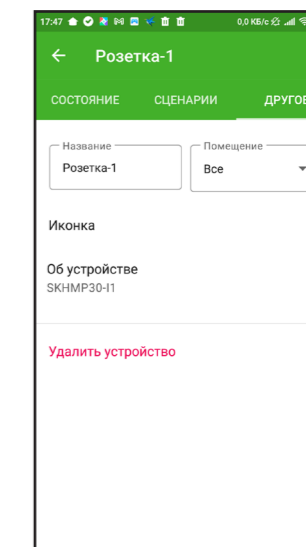 17:47 0,0 КБ/с
Розетка-1
СОСТОЯНИЕ СЦЕНАРИИ ДРУГОЕ
Название Помещение
Розетка-1 Все
Иконка
Об устройстве
SKHMP30-I1
Удалить устройство